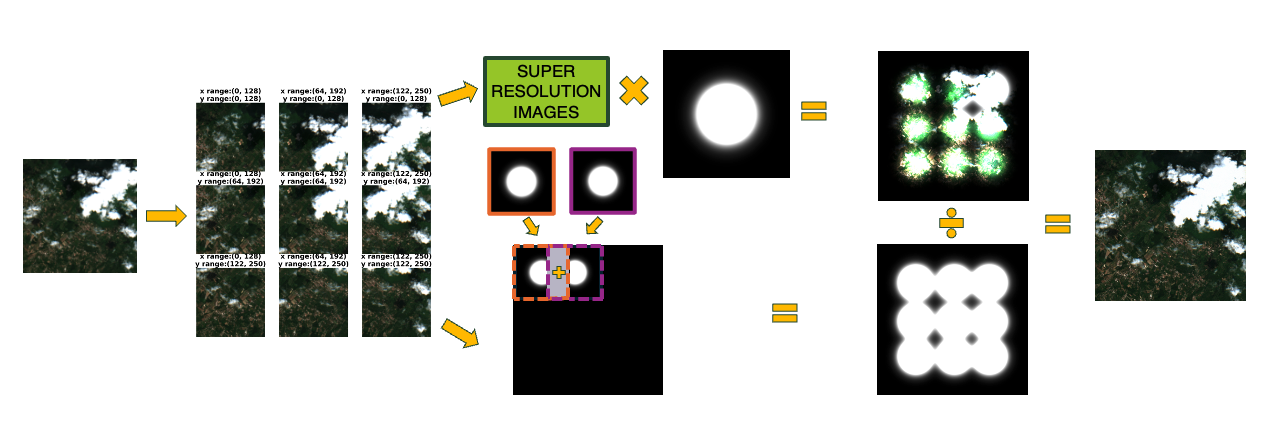 x range:(0, 128)
y range:(0, 128)
x range:(64, 192)
y range:(0, 128)
x range:(122, 250)
y range:(0, 128)
x range:(0, 128)
y range:(64, 192)
x range:(64, 192)
y range:(64, 192)
x range:(122, 250)
y range:(64, 192)
x range:(0, 128)
y range:(122, 250)
x range:(64, 192)
y range:(122, 250)
x range:(122, 250)
y range:(122, 250)
SUPER
RESOLUTION
IMAGES